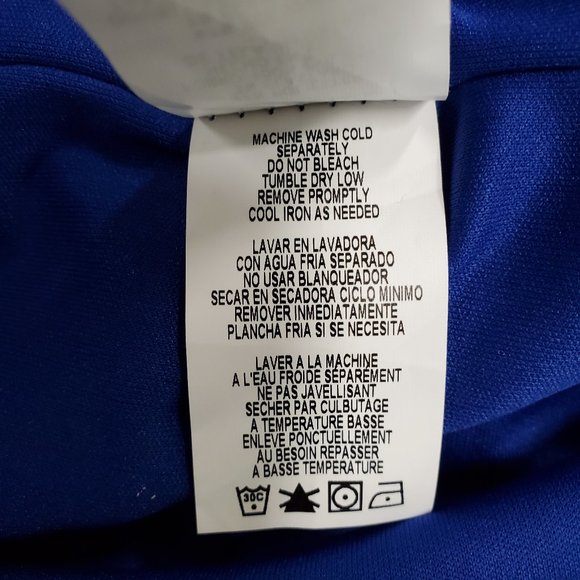 MACHINE WASH COLD
SEPARATELY
DO NOT BLEACH
TUMBLE DRY LOW
REMOVE PROMPTLY
COOL IRON AS NEEDED
LAVAR EN LAVADORA
CON AGUA FRIA SEPARADO
NO USAR BLANQUEADOR
SECAR EN SECADORA CICLO MINIMO
REMOVER INMEDIATAMENTE
PLANCHA FRIA SI SE NECESITA
LAVER A LA MACHINE
A L'EAU FROIDE SÉPARÉMENT
NE PAS JAVELLISANT
SECHER PAR CULBUTAGE
A TEMPERATURE BASSE
ENLEVE PONCTUELLEMENT
AU BESOIN REPASSER
A BASSE TEMPERATURE
30C